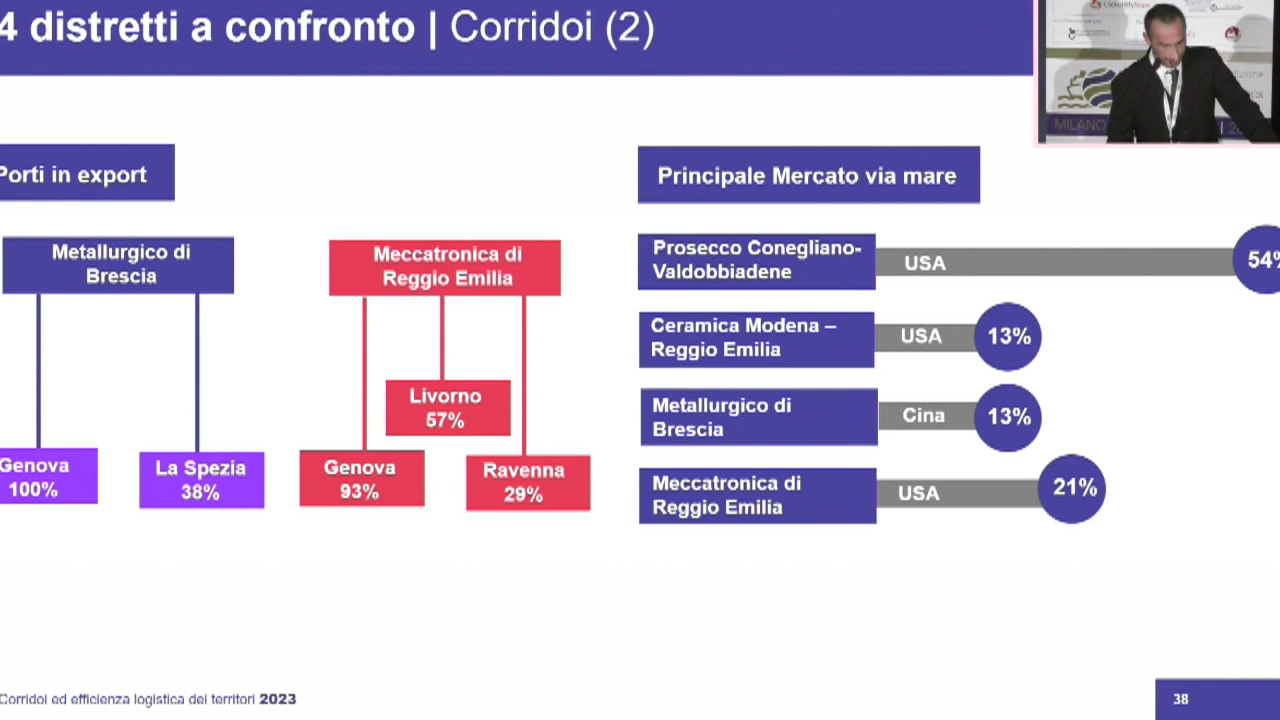 4 distretti a confronto | Corridoi (2)
Porti in export
Metallurgico di
Brescia
Genova
100%
La Spezia
38%
Meccatronica di
Reggio Emilia
Livorno
57%
Genova
93%
Ravenna
29%
Principale Mercato via mare
Prosecco Conegliano-
Valdobbiadene
USA
54%
Ceramica Modena –
Reggio Emilia
USA
13%
Metallurgico di
Brescia
Cina
13%
Meccatronica di
Reggio Emilia
USA
21%
MILANO
Corridoi ed efficienza logistica dei territori 2023
38